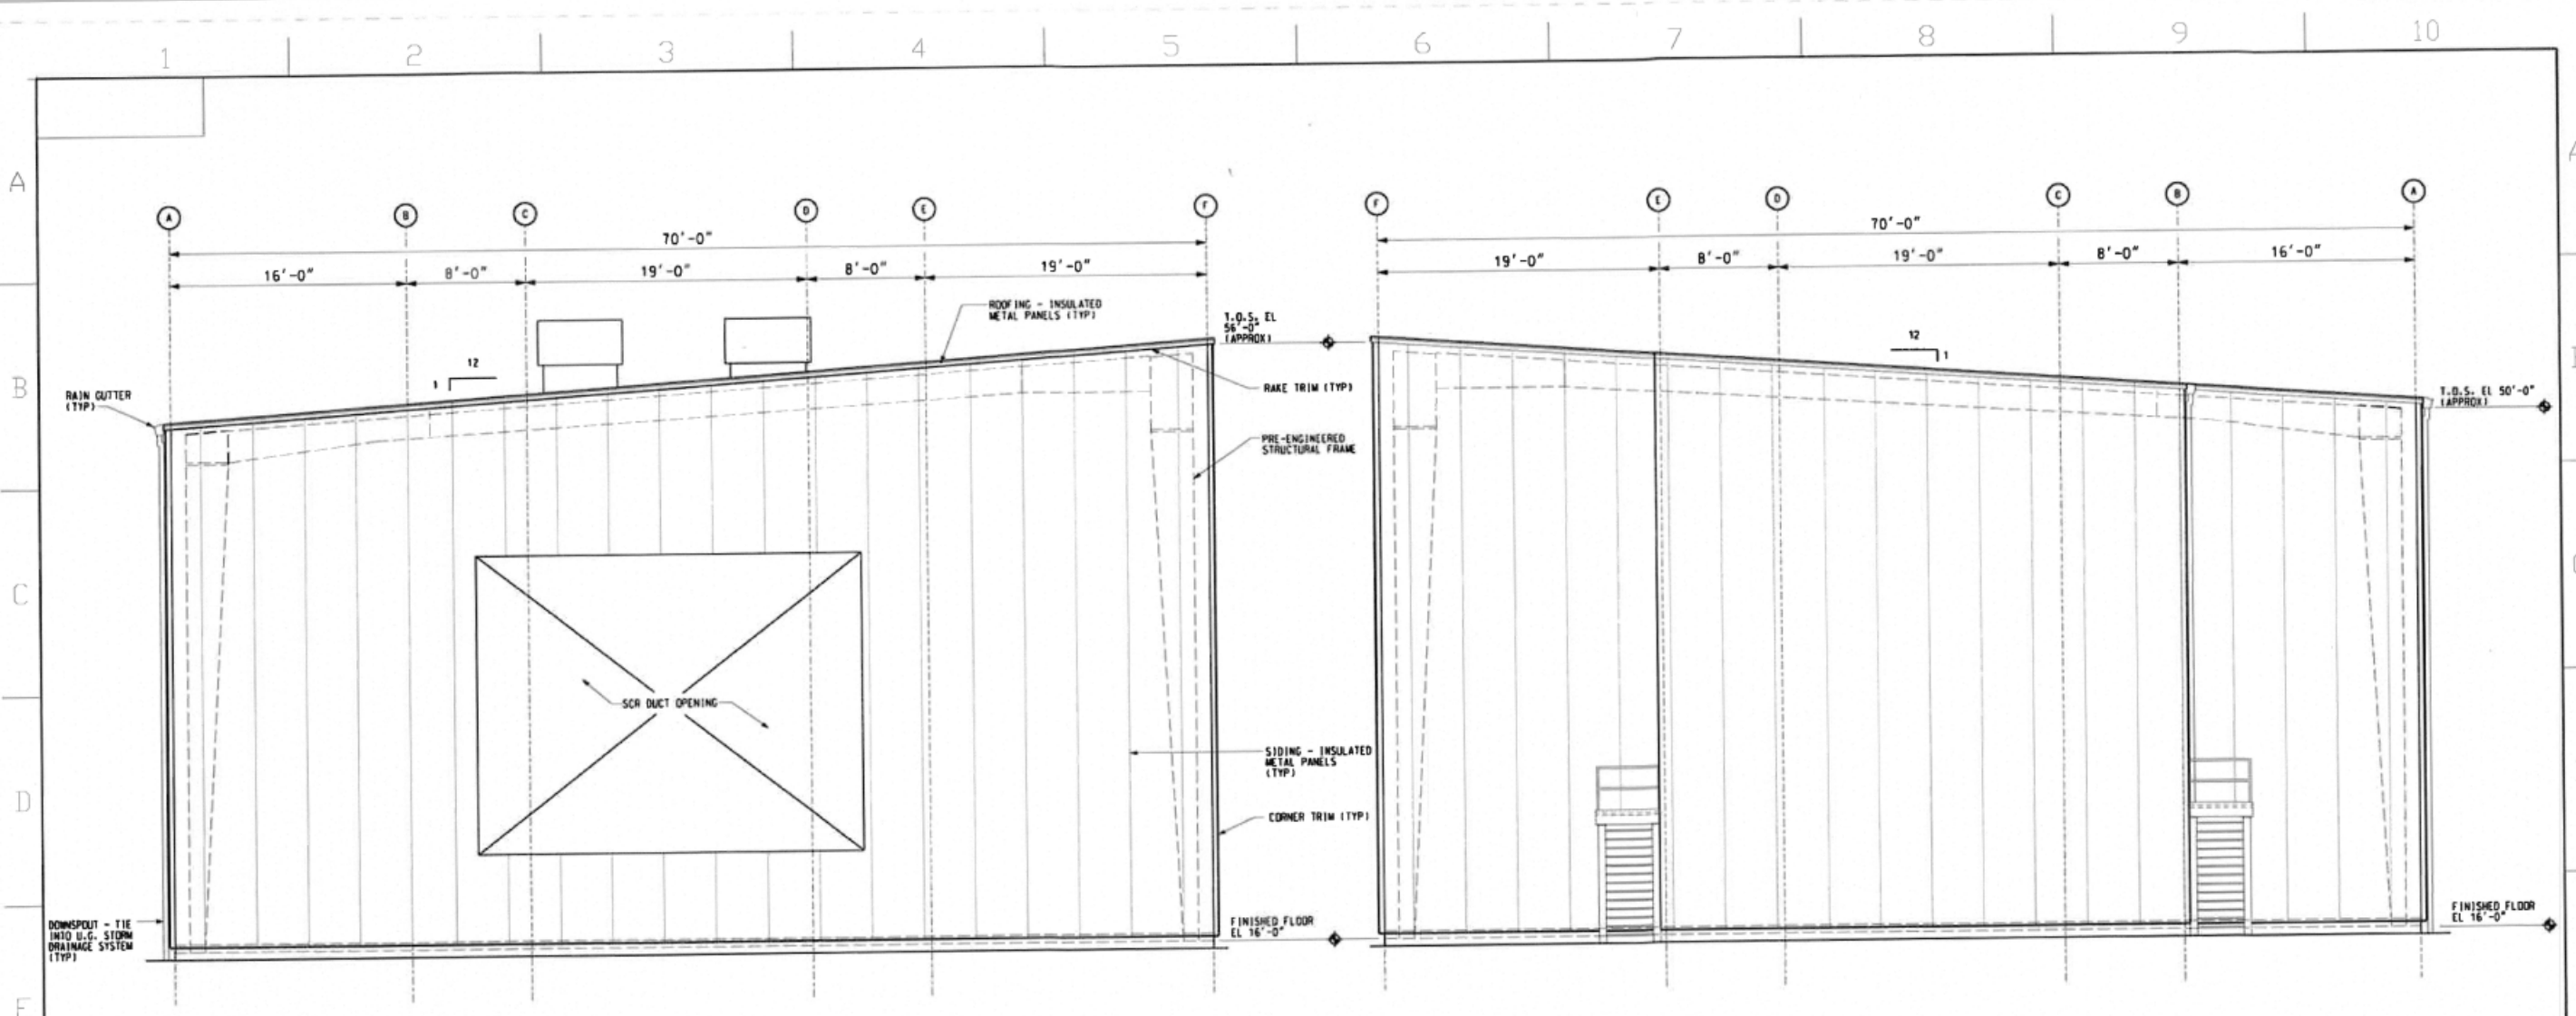 1 2 3 4 5 6 7 8 9 10
A
A B C D E F F E D C B A
70'-0" 70'-0"
16'-0" 8'-0" 19'-0" 8'-0" 19'-0" 19'-0" 8'-0" 19'-0" 8'-0" 16'-0"
ROOFING - INSULATED
METAL PANELS (TYP)
T.O.S. EL
56'-0"
(APPROX)
12
1
12
1
B
RAIN GUTTER
(TYP)
RAKE TRIM (TYP)
T.O.S. EL 50'-0"
(APPROX)
PRE-ENGINEERED
STRUCTURAL FRAME
C
SCR DUCT OPENING
SIDING - INSULATED
METAL PANELS
(TYP)
D
CORNER TRIM (TYP)
DOWNSPOUT - TIE
INTO U.G. STORM
DRAINAGE SYSTEM
(TYP)
FINISHED FLOOR
EL 16'-0"
FINISHED FLOOR
EL 16'-0"